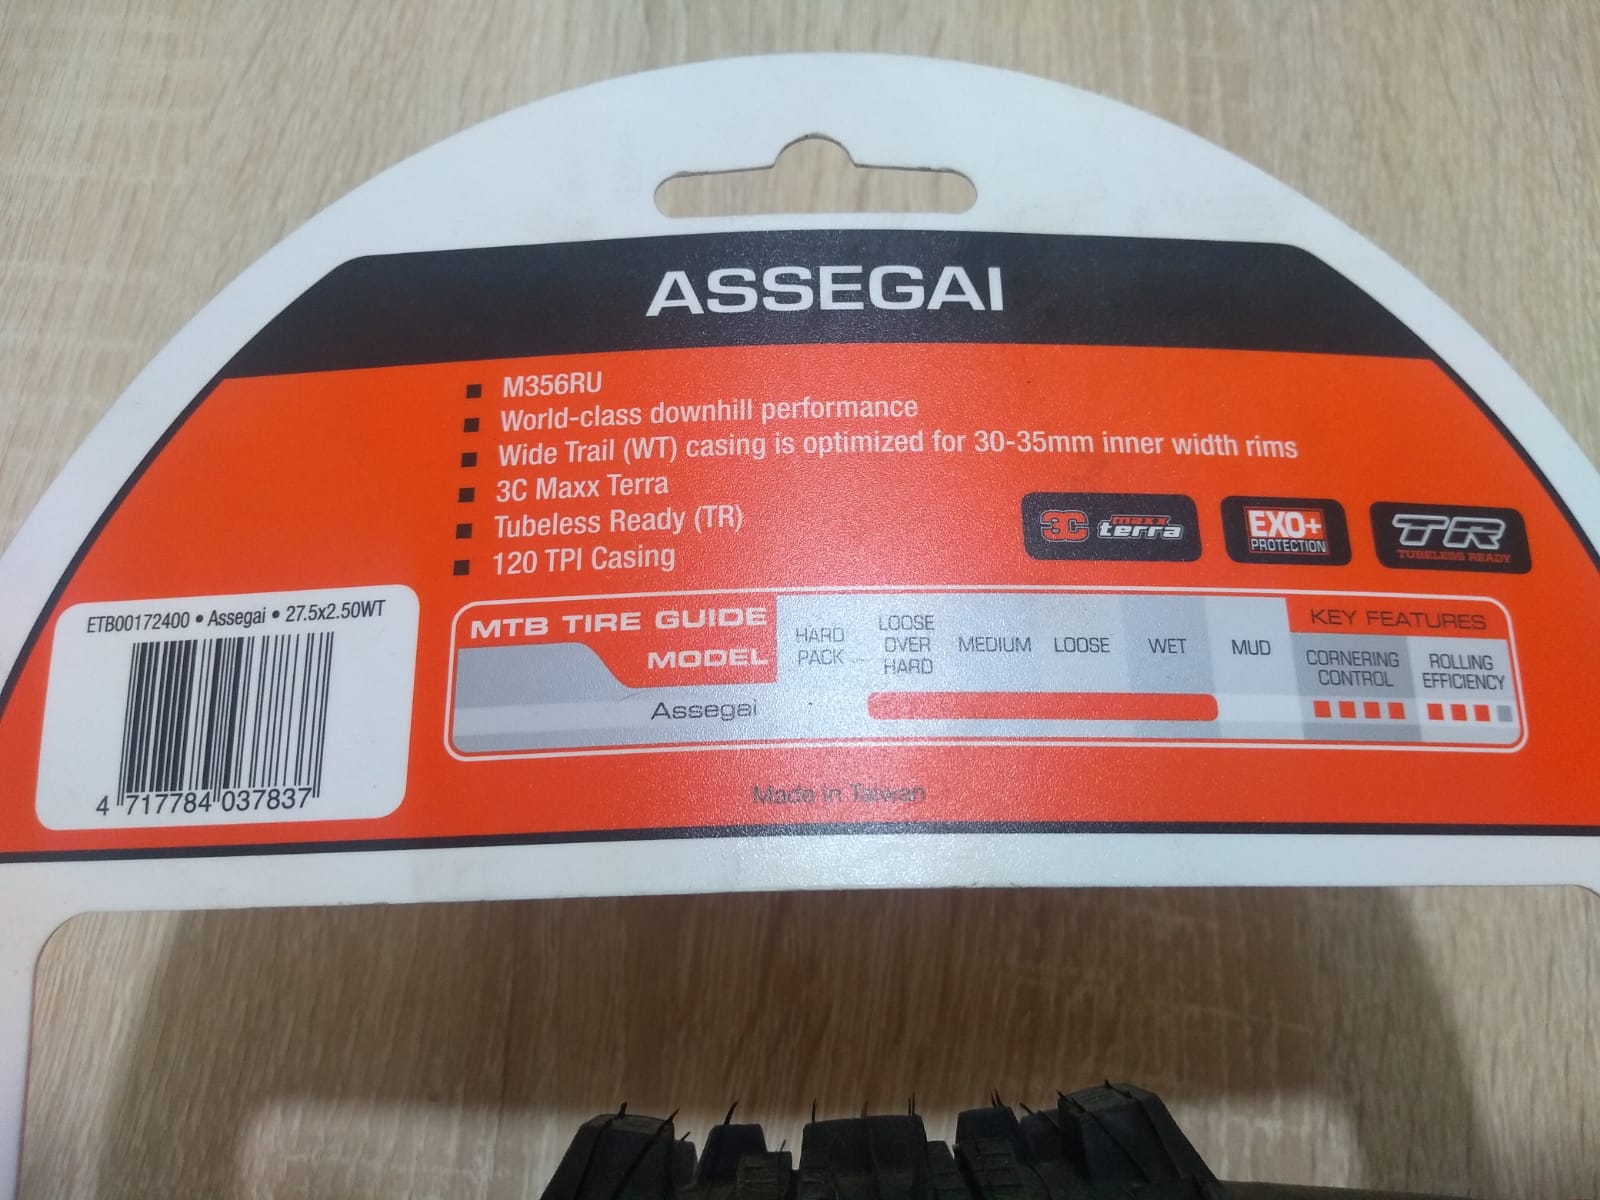 ASSEGAI
M356RU
World-class downhill performance
Wide Trail (WT) casing is optimized for 30-35mm inner width rims
3C Maxx Terra
Tubeless Ready (TR)
120 TPI Casing
3C maxx terra
EXO+ PROTECTION
TR TUBELESS READY
ETB00172400 • Assegai • 27.5x2.50WT
4 717784 037837
MTB TIRE GUIDE
MODEL
HARD PACK
LOOSE OVER HARD
MEDIUM
LOOSE
WET
MUD
KEY FEATURES
CORNERING CONTROL
ROLLING EFFICIENCY
Assegai
Made in Taiwan